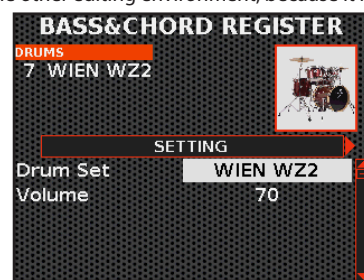 BASS&CHORD REGISTER
DRUMS
7 WIEN WZ2
SETTING
Drum Set WIEN WZ2
Volume 70